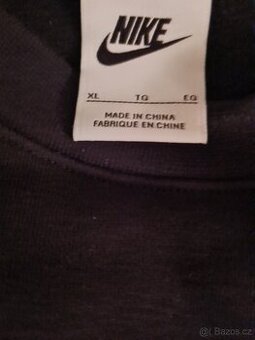 NIKE
XL TG EG
MADE IN CHINA
FABRIQUE EN CHINE
© Bazos.cz